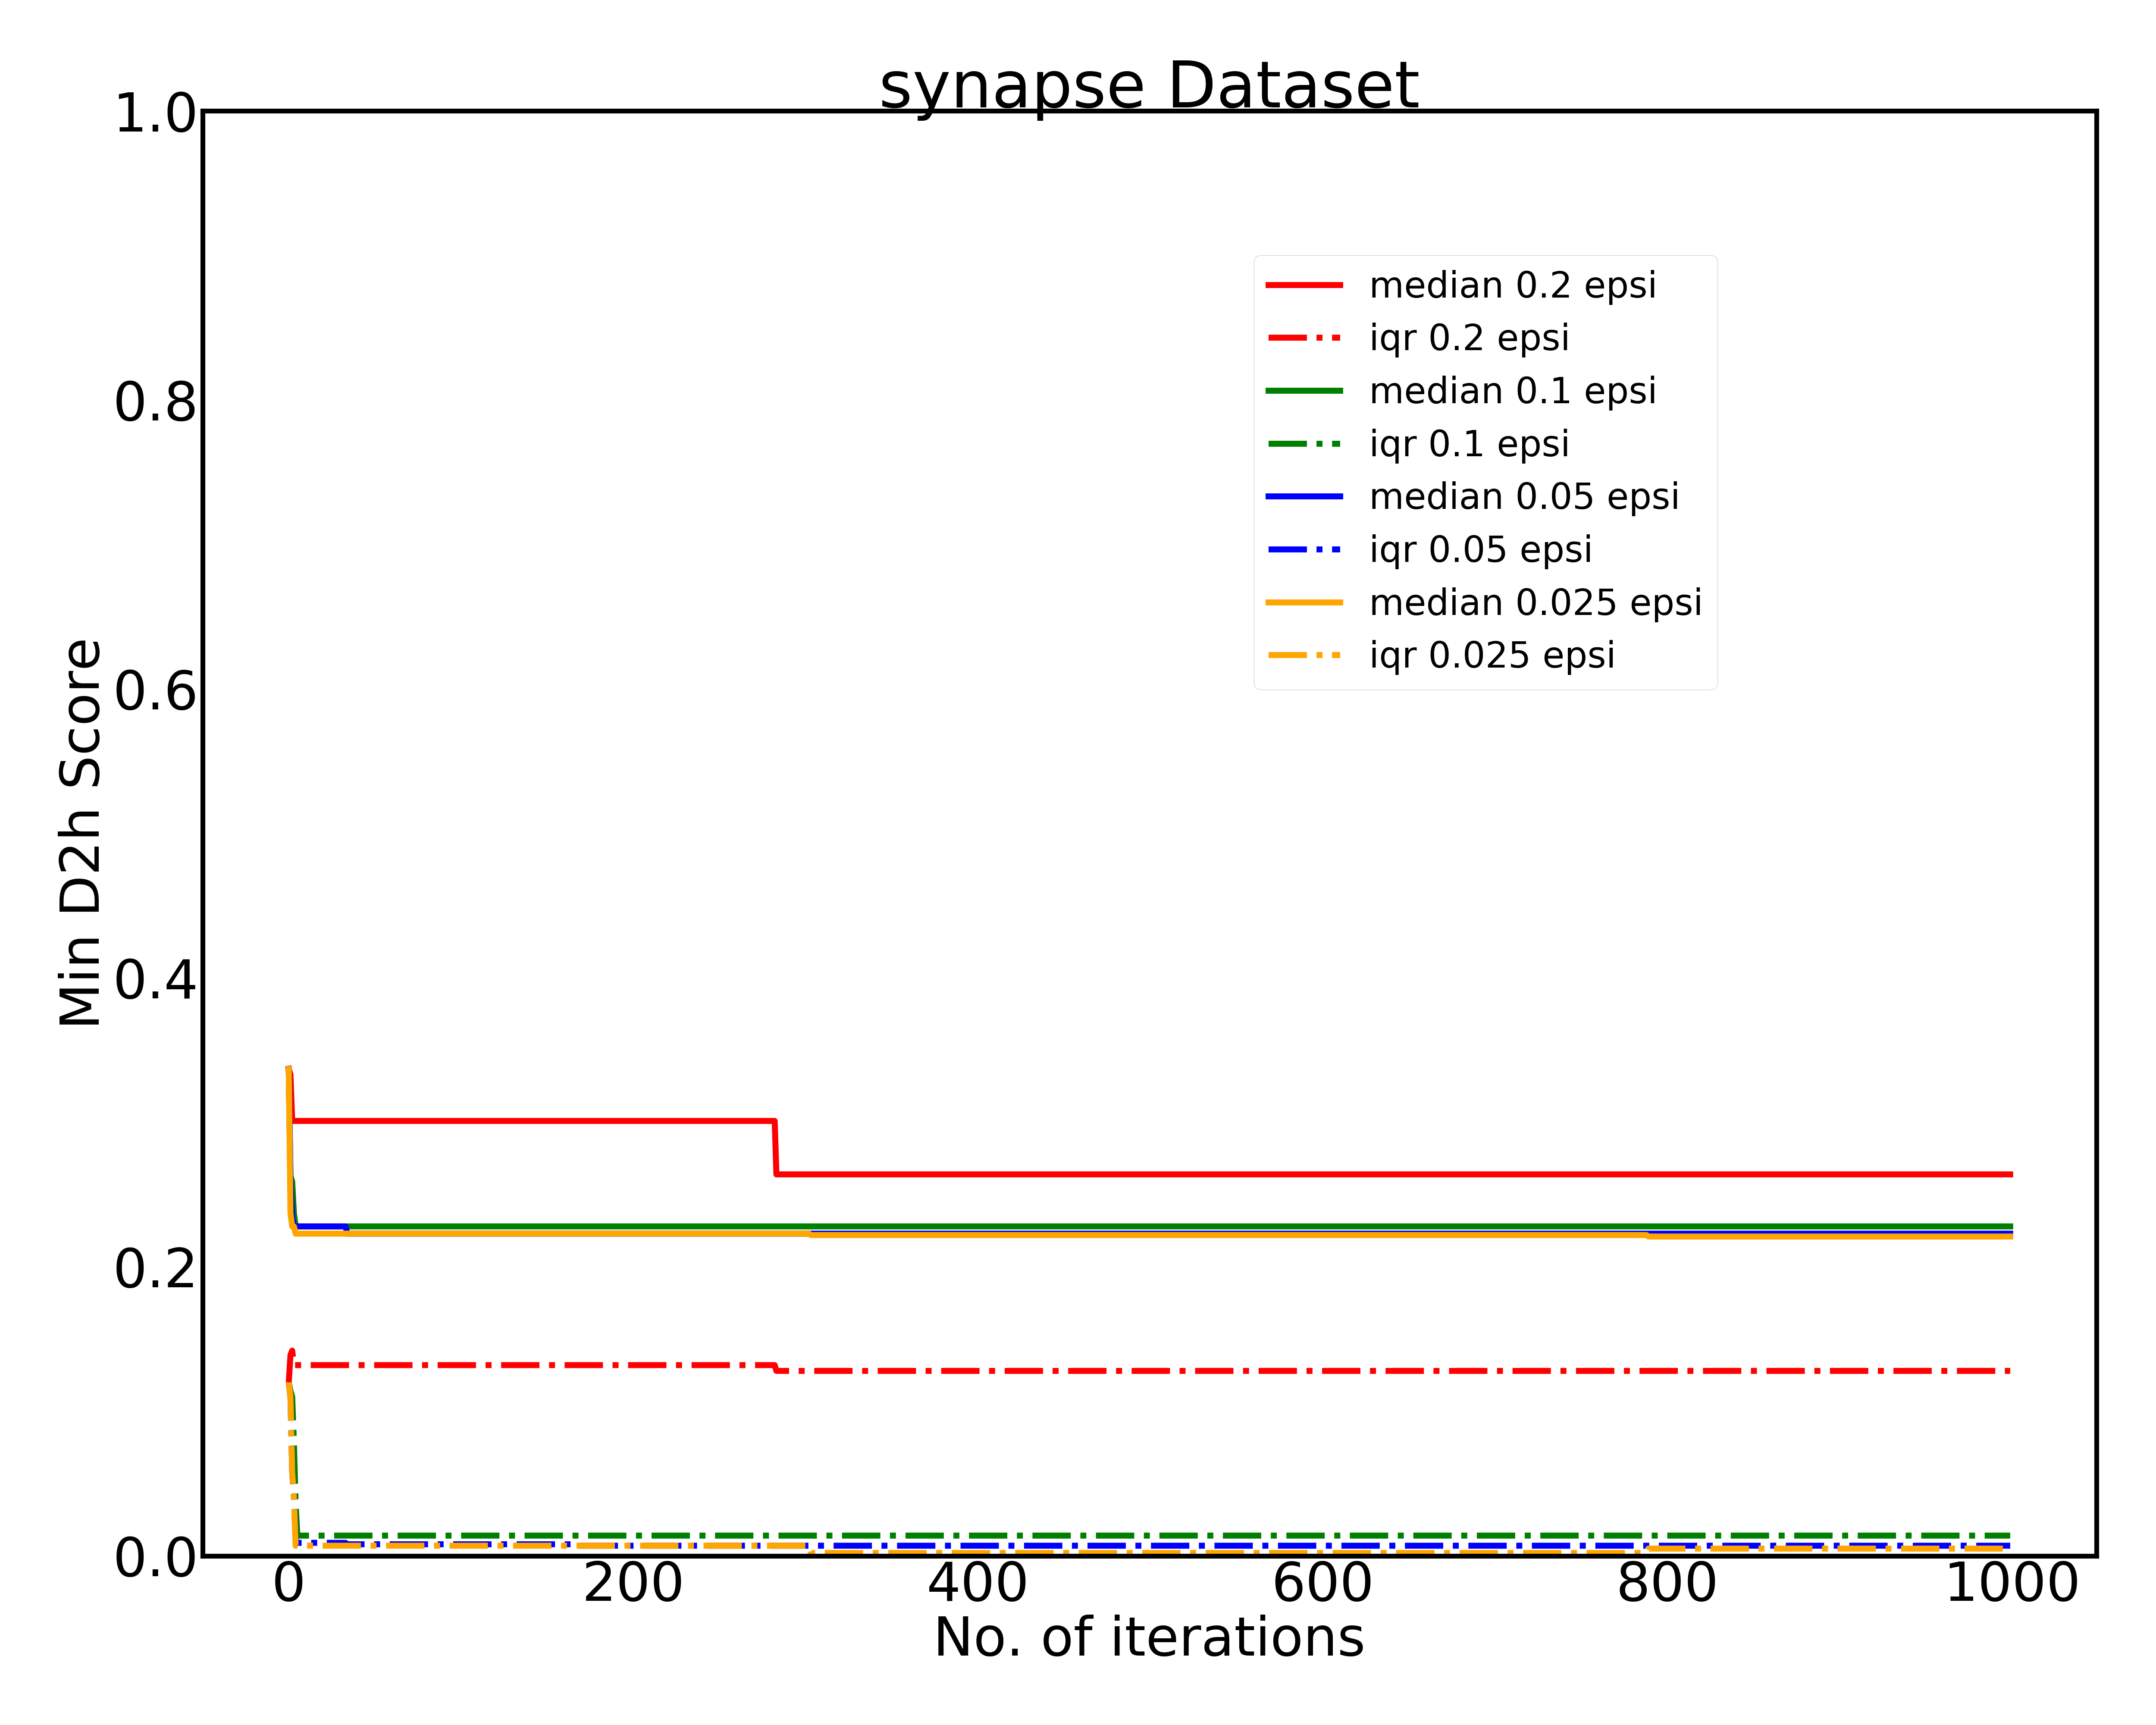 synapse Dataset
1.0
0.8
0.6
0.4
0.2
0.0
Min D2h Score
median 0.2 epsi
iqr 0.2 epsi
median 0.1 epsi
iqr 0.1 epsi
median 0.05 epsi
iqr 0.05 epsi
median 0.025 epsi
iqr 0.025 epsi
0 200 400 600 800 1000
No. of iterations